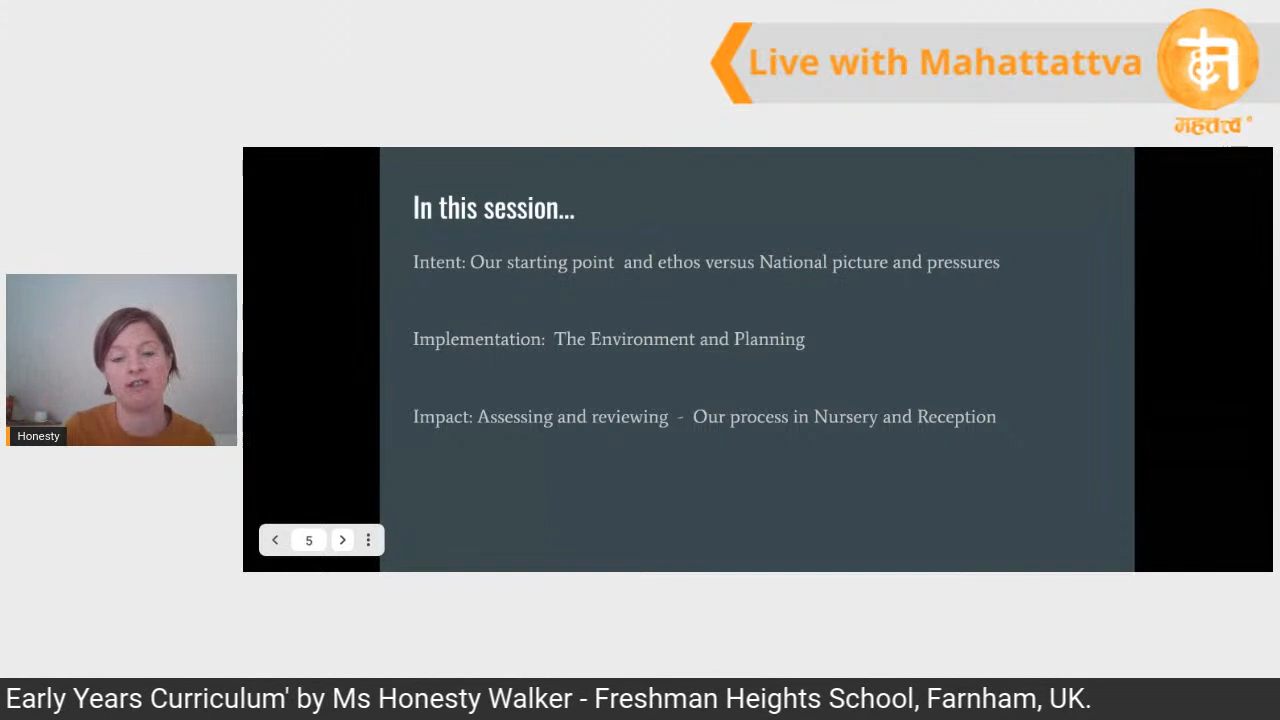 Live with Mahattattva
महत्तत्त्व®
In this session...
Intent: Our starting point and ethos versus National picture and pressures
Implementation: The Environment and Planning
Impact: Assessing and reviewing - Our process in Nursery and Reception
Honesty
5
Early Years Curriculum' by Ms Honesty Walker - Freshman Heights School, Farnham, UK.